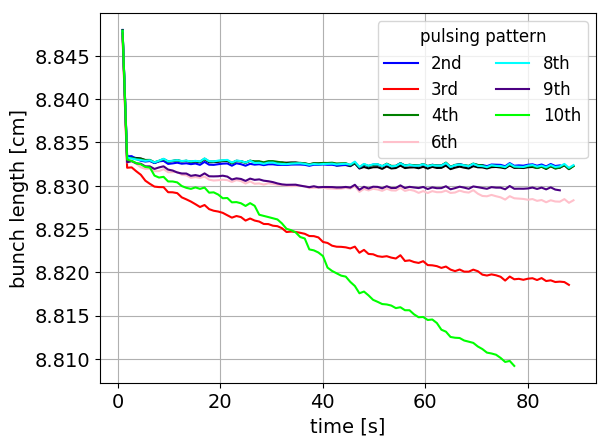 pulsing pattern
2nd
3rd
4th
6th
8th
9th
10th
bunch length [cm]
8.845
8.840
8.835
8.830
8.825
8.820
8.815
8.810
0 20 40 60 80
time [s]